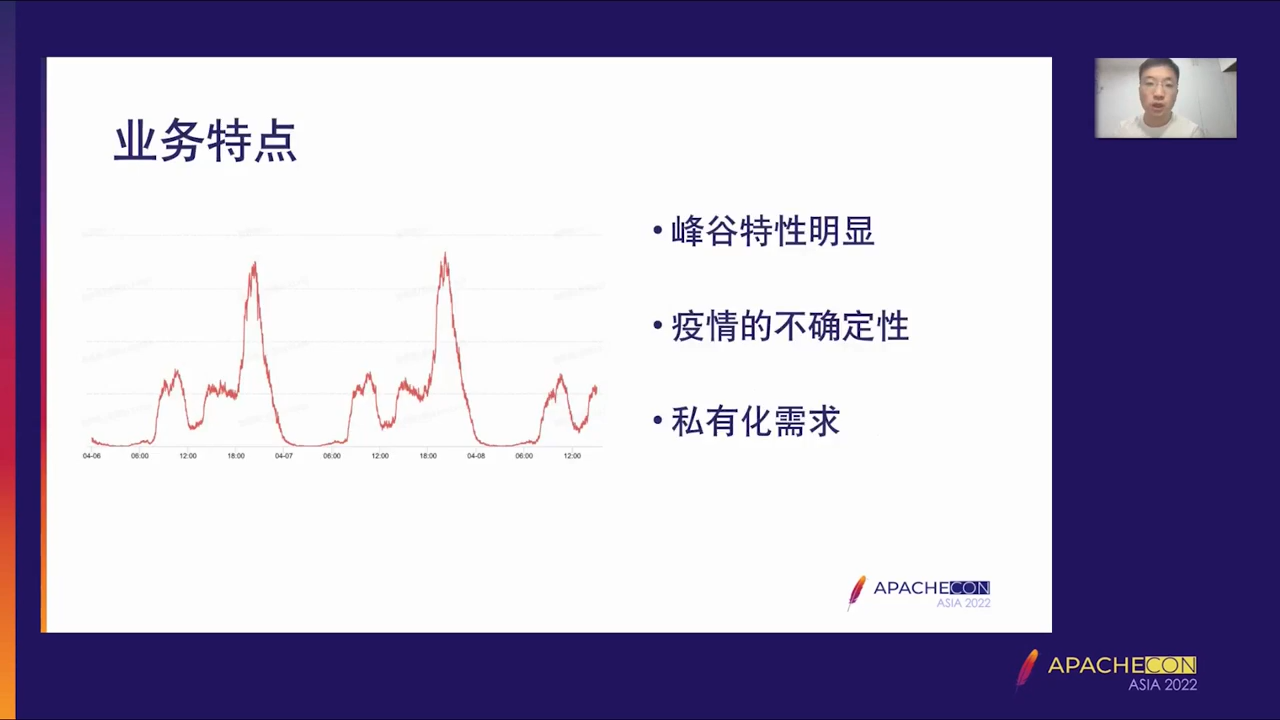 业务特点
• 峰谷特性明显
• 疫情的不确定性
• 私有化需求
04-06 06:00 12:00 18:00 04-07 06:00 12:00 18:00 04-08 06:00 12:00
APACHECON
ASIA 2022
APACHECON
ASIA 2022